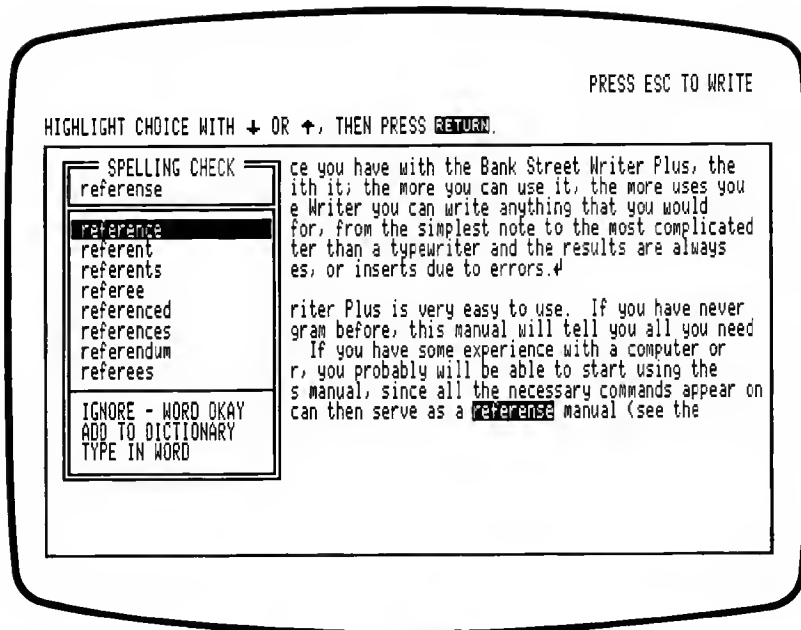 PRESS ESC TO WRITE
HIGHLIGHT CHOICE WITH ↓ OR ↑, THEN PRESS RETURN.
SPELLING CHECK
referense
reference
referent
referents
referee
referenced
references
referendum
referees
IGNORE - WORD OKAY
ADD TO DICTIONARY
TYPE IN WORD
ce you have with the Bank Street Writer Plus, the
ith it; the more you can use it, the more uses you
e Writer you can write anything that you would
for, from the simplest note to the most complicated
ter than a typewriter and the results are always
es, or inserts due to errors.↲
riter Plus is very easy to use. If you have never
gram before, this manual will tell you all you need
If you have some experience with a computer or
r, you probably will be able to start using the
s manual, since all the necessary commands appear on
can then serve as a referense manual (see the